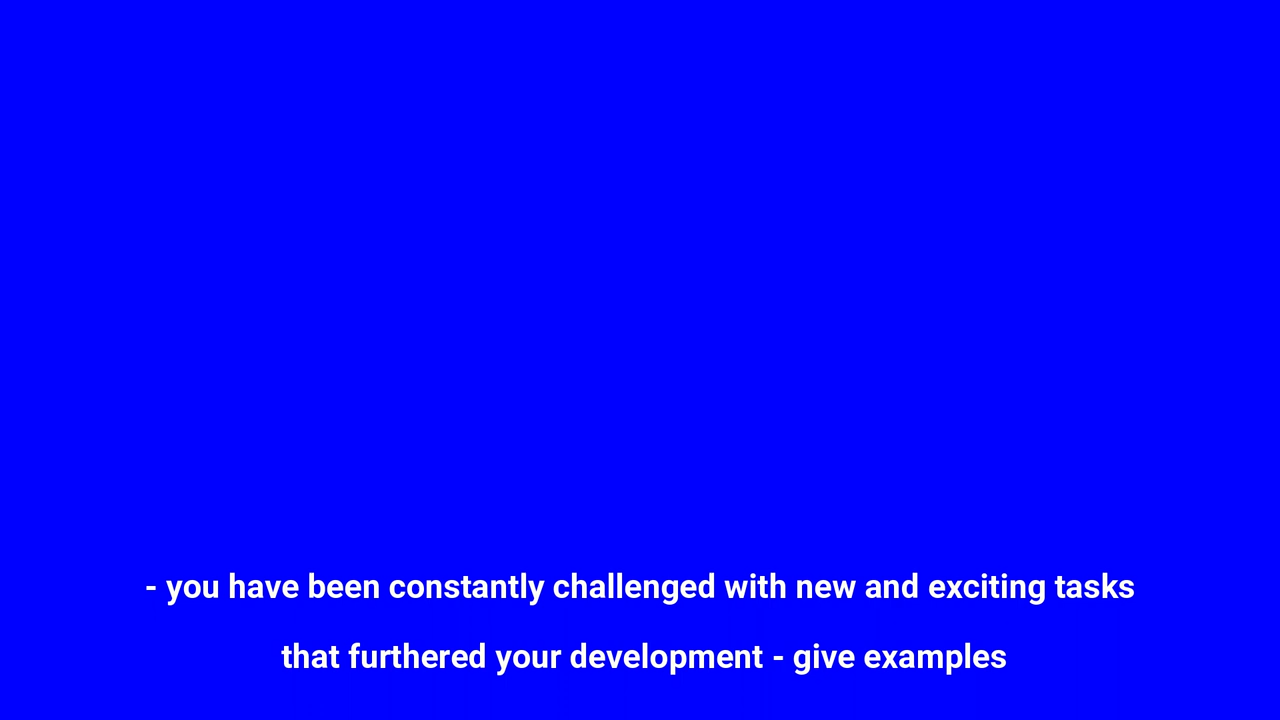 - you have been constantly challenged with new and exciting tasks
that furthered your development - give examples